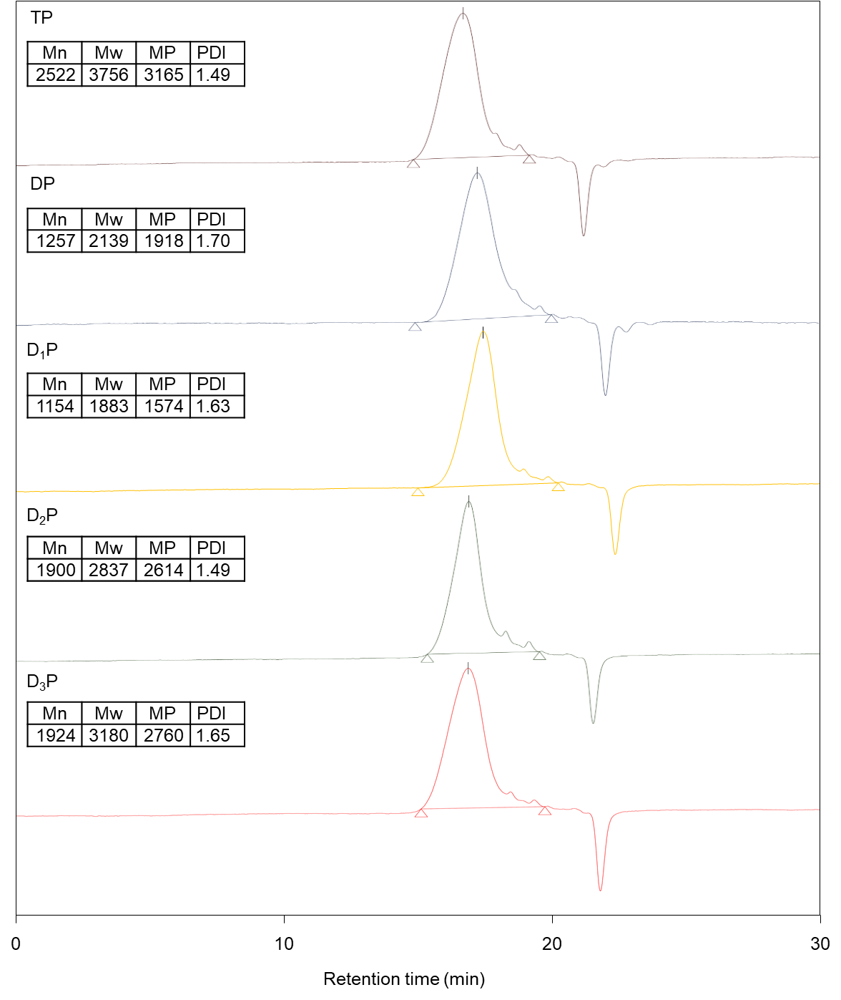 TP
Mn Mw MP PDI
2522 3756 3165 1.49
DP
Mn Mw MP PDI
1257 2139 1918 1.70
D₁P
Mn Mw MP PDI
1154 1883 1574 1.63
D₂P
Mn Mw MP PDI
1900 2837 2614 1.49
D₃P
Mn Mw MP PDI
1924 3180 2760 1.65
0 10 20 30
Retention time (min)